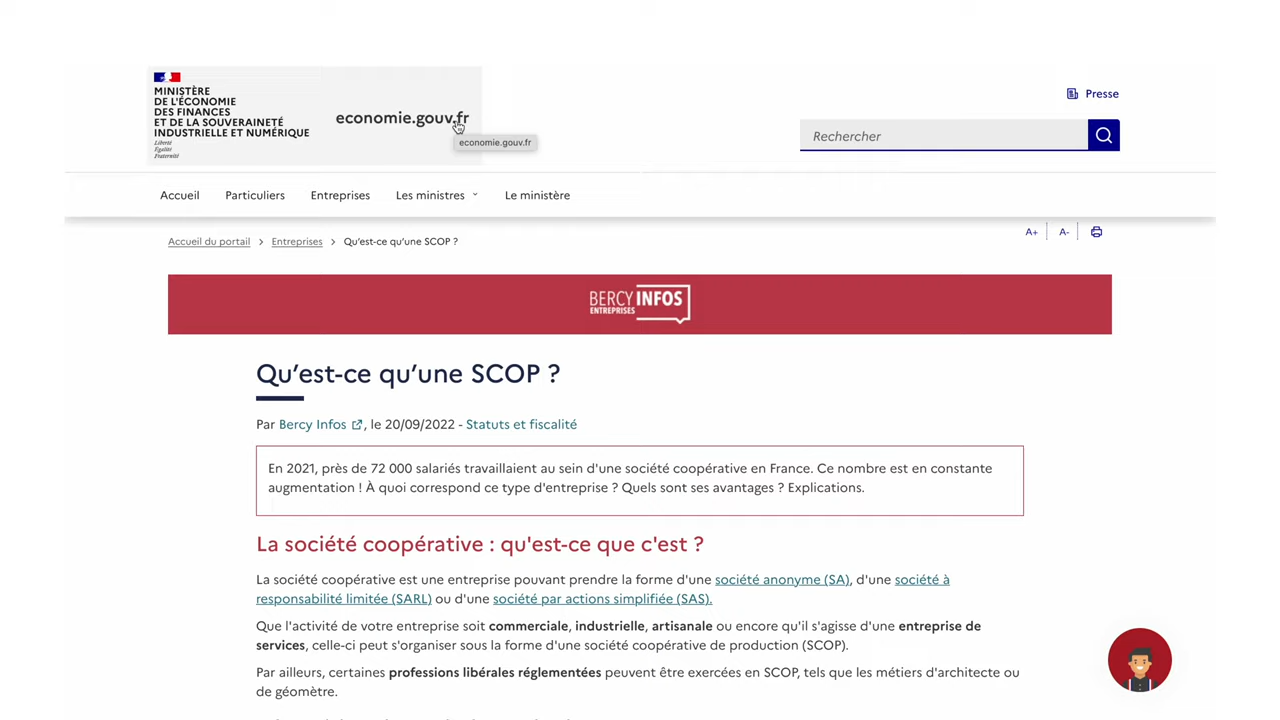 MINISTÈRE
DE L'ÉCONOMIE
DES FINANCES
ET DE LA SOUVERAINETÉ
INDUSTRIELLE ET NUMÉRIQUE
Liberté
Égalité
Fraternité
economie.gouv.fr
economie.gouv.fr
Presse
Rechercher
Accueil Particuliers Entreprises Les ministres Le ministère
Accueil du portail > Entreprises > Qu'est-ce qu'une SCOP ?
A+ A-
BERCY INFOS
ENTREPRISES
Qu’est-ce qu’une SCOP ?
Par Bercy Infos , le 20/09/2022 - Statuts et fiscalité
En 2021, près de 72 000 salariés travaillaient au sein d'une société coopérative en France. Ce nombre est en constante
augmentation ! À quoi correspond ce type d'entreprise ? Quels sont ses avantages ? Explications.
La société coopérative : qu'est-ce que c'est ?
La société coopérative est une entreprise pouvant prendre la forme d'une société anonyme (SA), d'une société à
responsabilité limitée (SARL) ou d'une société par actions simplifiée (SAS).
Que l'activité de votre entreprise soit commerciale, industrielle, artisanale ou encore qu'il s'agisse d'une entreprise de
services, celle-ci peut s'organiser sous la forme d'une société coopérative de production (SCOP).
Par ailleurs, certaines professions libérales réglementées peuvent être exercées en SCOP, tels que les métiers d'architecte ou
de géomètre.